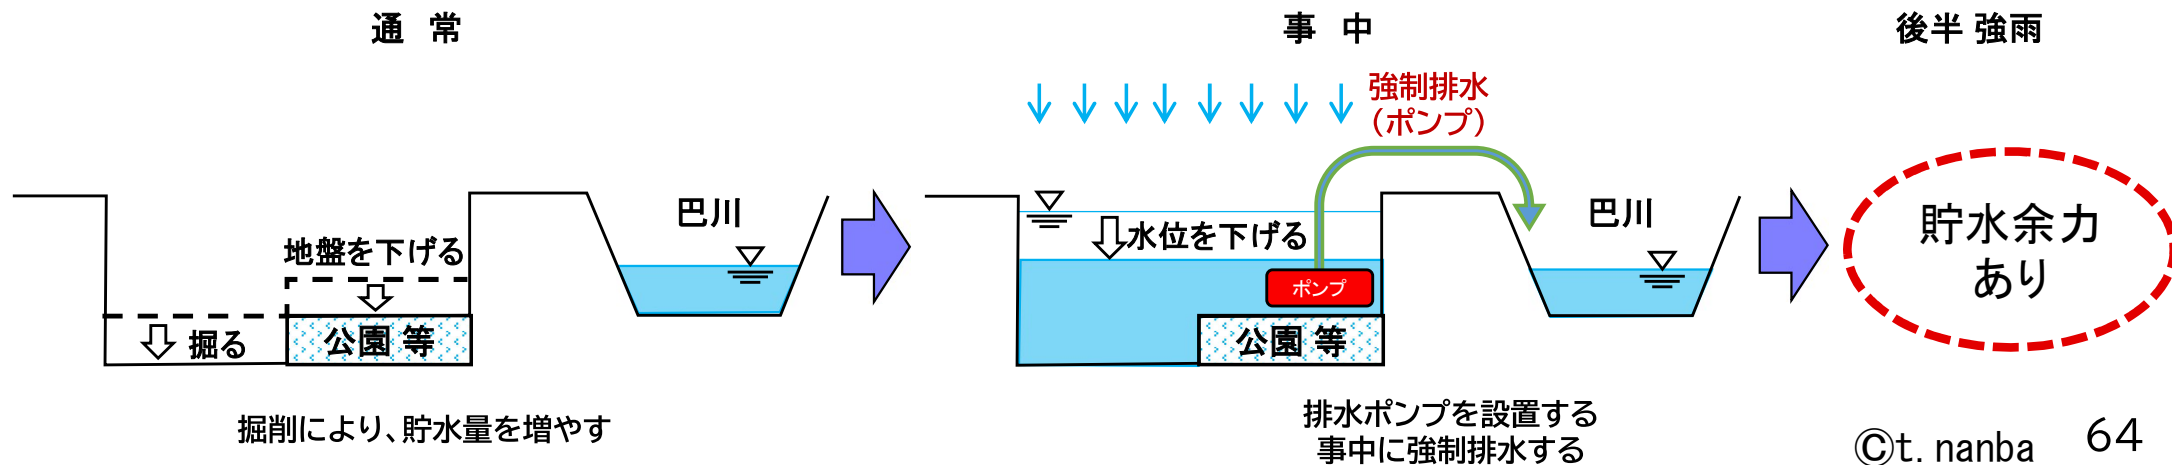 通 常
事 中
後半 強雨
強制排水
(ポンプ)
巴川
地盤を下げる
掘る
公園 等
水位を下げる
ポンプ
公園 等
巴川
貯水余力
あり
掘削により、貯水量を増やす
排水ポンプを設置する
事中に強制排水する
©t. nanba
64